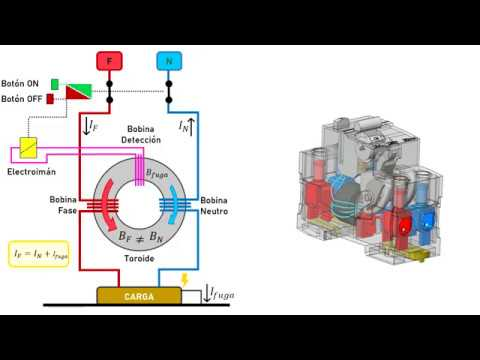 F
N
Botón ON
Botón OFF
I_F
I_N
Bobina
Detección
Electroimán
B_fuga
Bobina
Fase
Bobina
Neutro
B_F ≠ B_N
Toroide
I_F = I_N + I_fuga
CARGA
I_fuga